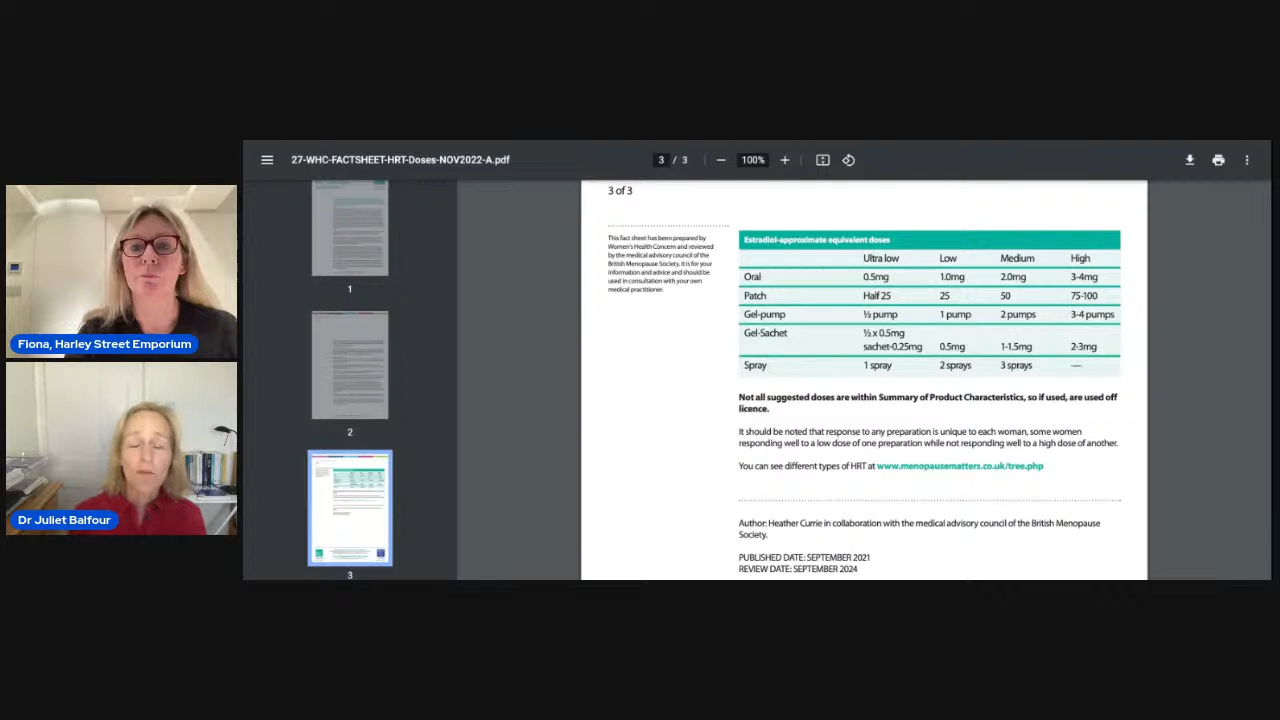 27-WHC-FACTSHEET-HRT-Doses-NOV2022-A.pdf
3 / 3
100%
1
2
3
Fiona, Harley Street Emporium
Dr Juliet Balfour
3 of 3
This fact sheet has been prepared by
Women's Health Concern and reviewed
by the medical advisory council of the
British Menopause Society. It is for your
information and advice and should be
used in consultation with your own
medical practitioner.
Estradiol-approximate equivalent doses
Ultra low Low Medium High
Oral 0.5mg 1.0mg 2.0mg 3-4mg
Patch Half 25 25 50 75-100
Gel-pump ½ pump 1 pump 2 pumps 3-4 pumps
Gel-Sachet ½ x 0.5mg
sachet-0.25mg 0.5mg 1-1.5mg 2-3mg
Spray 1 spray 2 sprays 3 sprays —
Not all suggested doses are within Summary of Product Characteristics, so if used, are used off
licence.
It should be noted that response to any preparation is unique to each woman, some women
responding well to a low dose of one preparation while not responding well to a high dose of another.
You can see different types of HRT at www.menopausematters.co.uk/tree.php
Author: Heather Currie in collaboration with the medical advisory council of the British Menopause
Society.
PUBLISHED DATE: SEPTEMBER 2021
REVIEW DATE: SEPTEMBER 2024